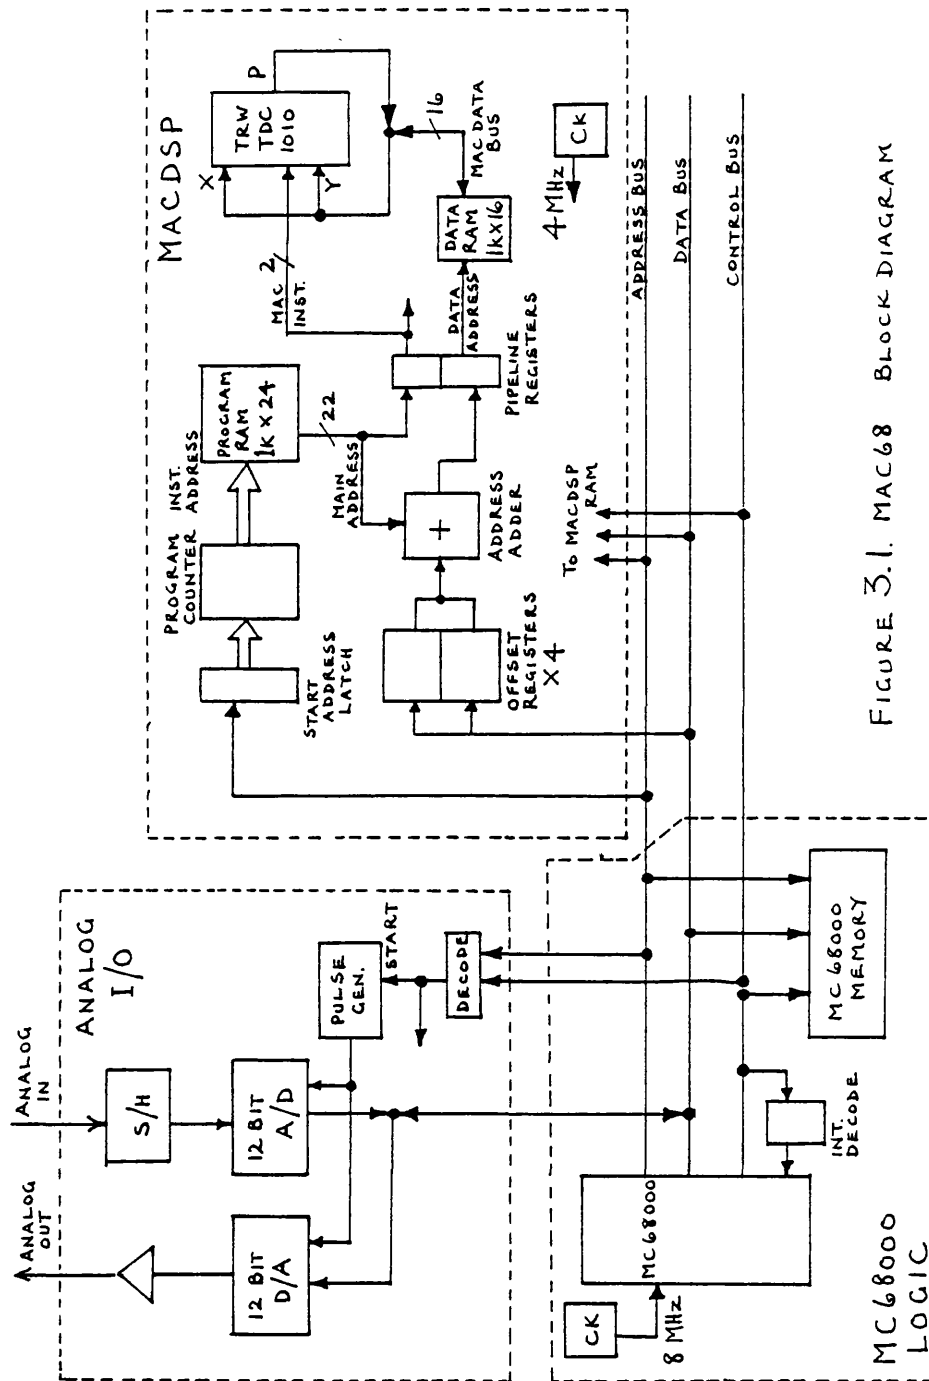 ANALOG
OUT
ANALOG
IN
ANALOG
I/O
S/H
12 BIT
D/A
12 BIT
A/D
PULSE
GEN.
START
DECODE
MACDSP
START
ADDRESS
LATCH
PROGRAM
COUNTER
INST.
ADDRESS
PROGRAM
RAM
1K X 24
22
MAIN
ADDRESS
OFFSET
REGISTERS
X4
+
ADDRESS
ADDER
PIPELINE
REGISTERS
MAC
INST.
2
DATA
ADDRESS
DATA
RAM
1KX16
X
Y
TRW
TDC
1010
P
16
MAC DATA
BUS
4MHz
CK
TO MACDSP
RAM
ADDRESS BUS
DATA BUS
CONTROL BUS
CK
8 MHz
MC68000
INT.
DECODE
MC68000
MEMORY
MC68000
LOGIC
FIGURE 3.1. MAC68 BLOCK DIAGRAM